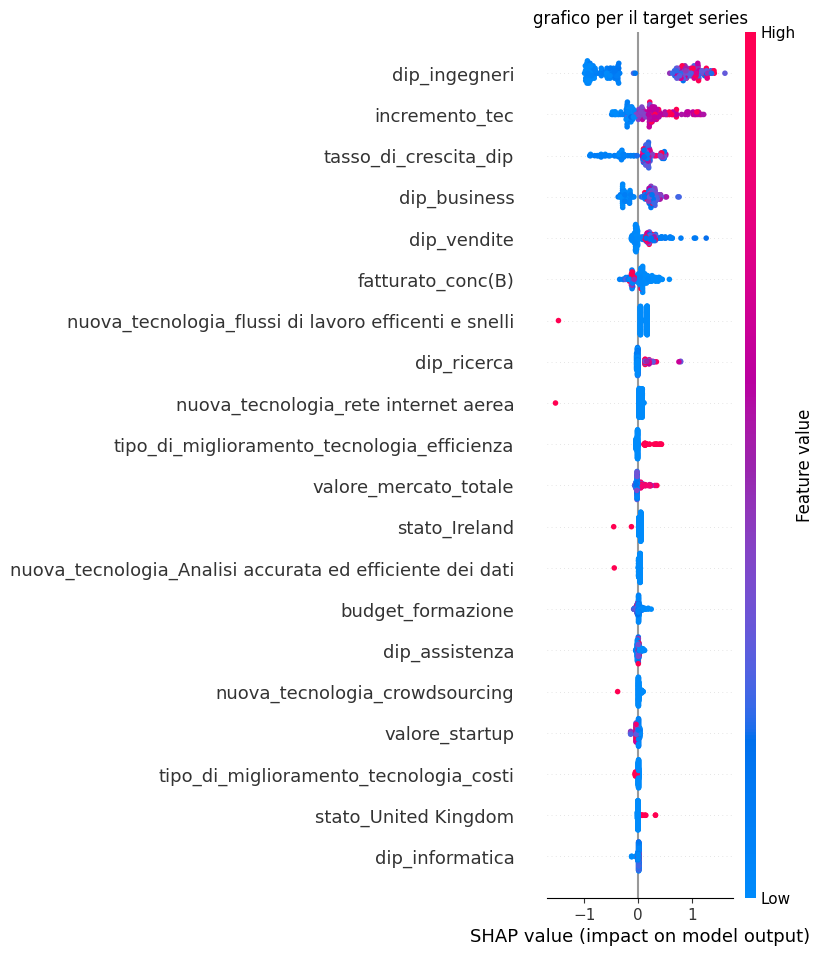 grafico per il target series
High
dip_ingegneri
incremento_tec
tasso_di_crescita_dip
dip_business
dip_vendite
fatturato_conc(B)
nuova_tecnologia_flussi di lavoro efficenti e snelli
dip_ricerca
nuova_tecnologia_rete internet aerea
tipo_di_miglioramento_tecnologia_efficienza
valore_mercato_totale
stato_Ireland
nuova_tecnologia_Analisi accurata ed efficiente dei dati
budget_formazione
dip_assistenza
nuova_tecnologia_crowdsourcing
valore_startup
tipo_di_miglioramento_tecnologia_costi
stato_United Kingdom
dip_informatica
Feature value
Low
−1 0 1
SHAP value (impact on model output)